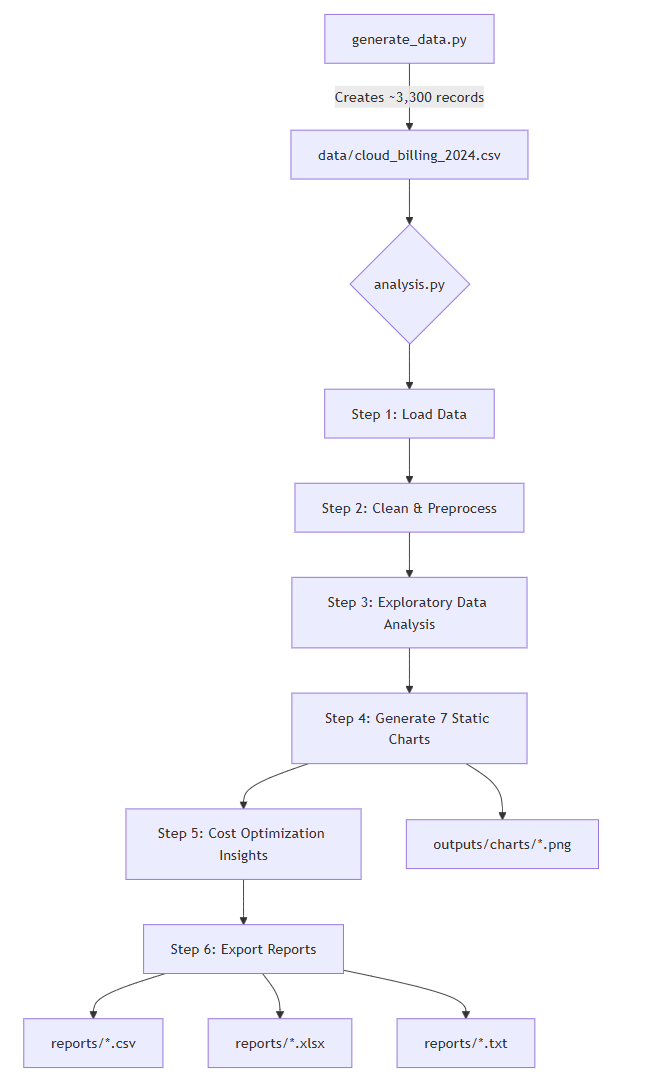 generate_data.py
Creates ~3,300 records
data/cloud_billing_2024.csv
analysis.py
Step 1: Load Data
Step 2: Clean & Preprocess
Step 3: Exploratory Data
Analysis
Step 4: Generate 7 Static
Charts
Step 5: Cost Optimization
Insights
outputs/charts/*.png
Step 6: Export Reports
reports/*.csv
reports/*.xlsx
reports/*.txt